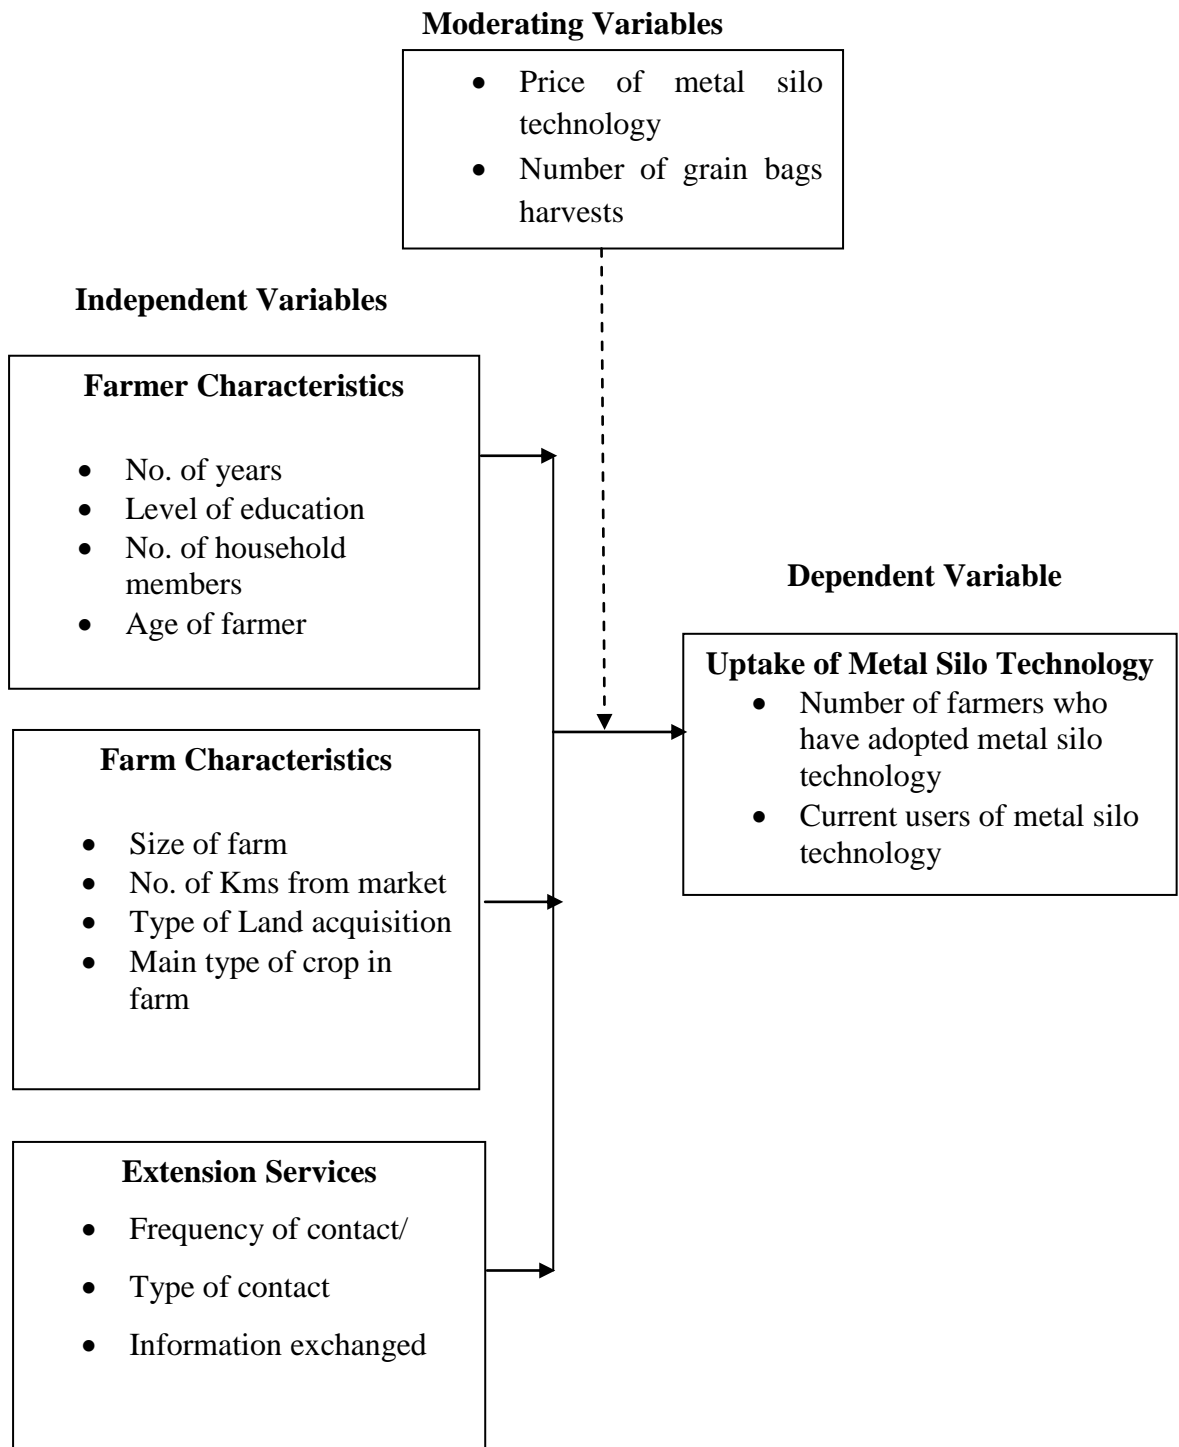 Moderating Variables
• Price of metal silo
technology
• Number of grain bags
harvests
Independent Variables
Farmer Characteristics
• No. of years
• Level of education
• No. of household
members
• Age of farmer
Dependent Variable
Uptake of Metal Silo Technology
• Number of farmers who
have adopted metal silo
technology
• Current users of metal silo
technology
Farm Characteristics
• Size of farm
• No. of Kms from market
• Type of Land acquisition
• Main type of crop in
farm
Extension Services
• Frequency of contact/
• Type of contact
• Information exchanged